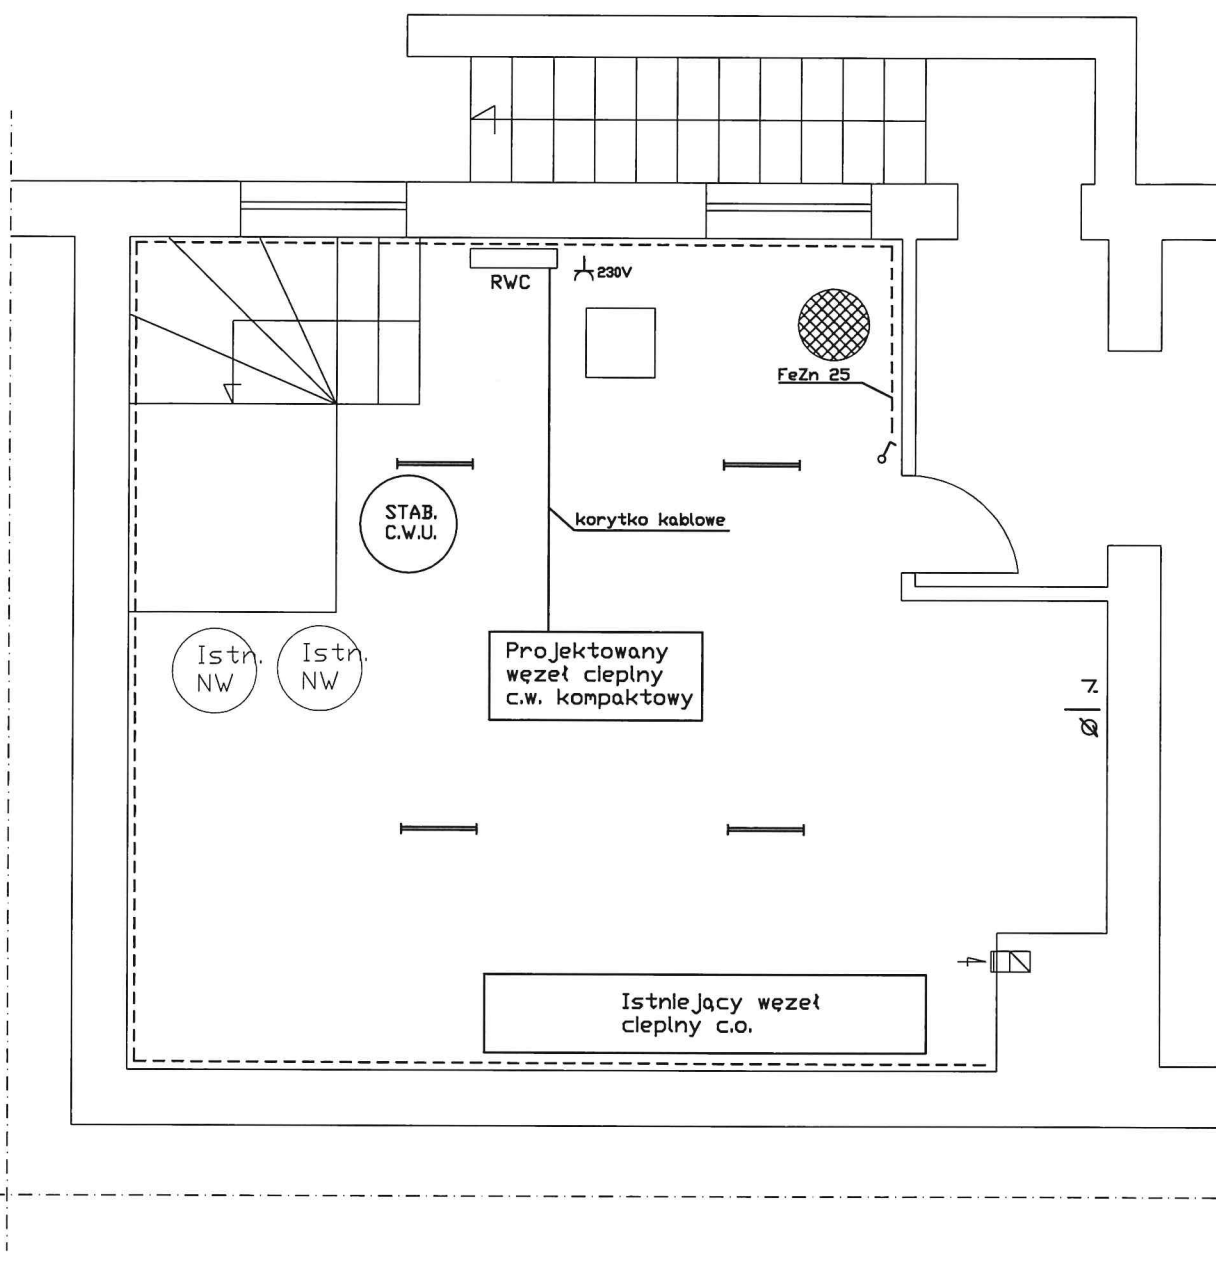 RWC
230V
FeZn 25
STAB.
C.W.U.
korytko kablowe
Istn.
NW
Istn.
NW
Projektowany
węzeł cieplny
c.w. kompaktowy
Istniejący węzeł
cieplny c.o.